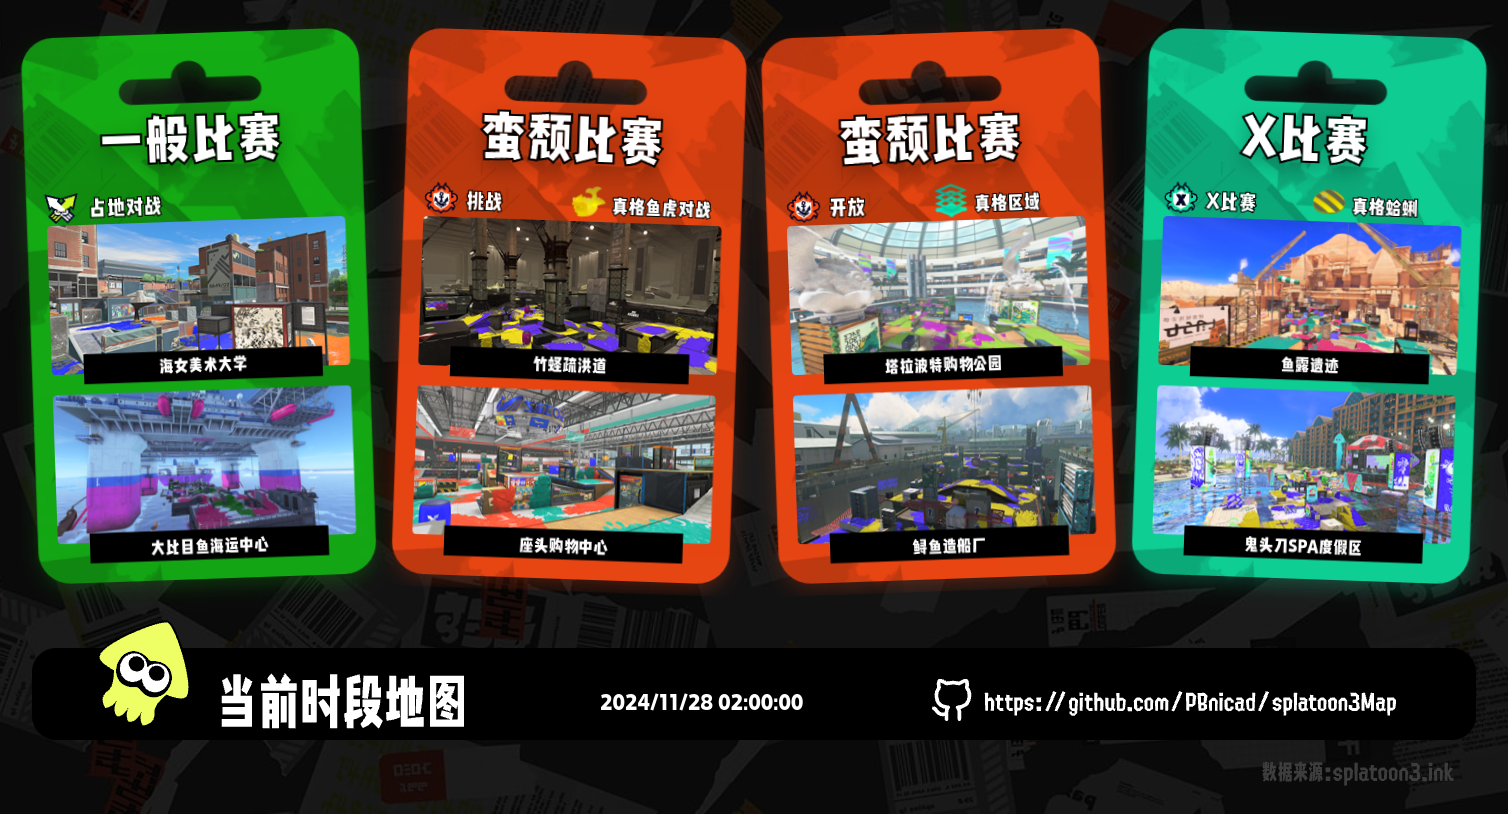 一般比赛
占地对战
海女美术大学
大比目鱼海运中心
蛮颓比赛
挑战
真格鱼虎对战
竹蛏疏洪道
座头购物中心
蛮颓比赛
开放
真格区域
塔拉波特购物公园
鲟鱼造船厂
X比赛
X比赛
真格蛤蜊
鱼露遗迹
鬼头刀SPA度假区
当前时段地图
2024/11/28 02:00:00
https://github.com/PBnicad/splatoon3Map
数据来源:splatoon3.ink